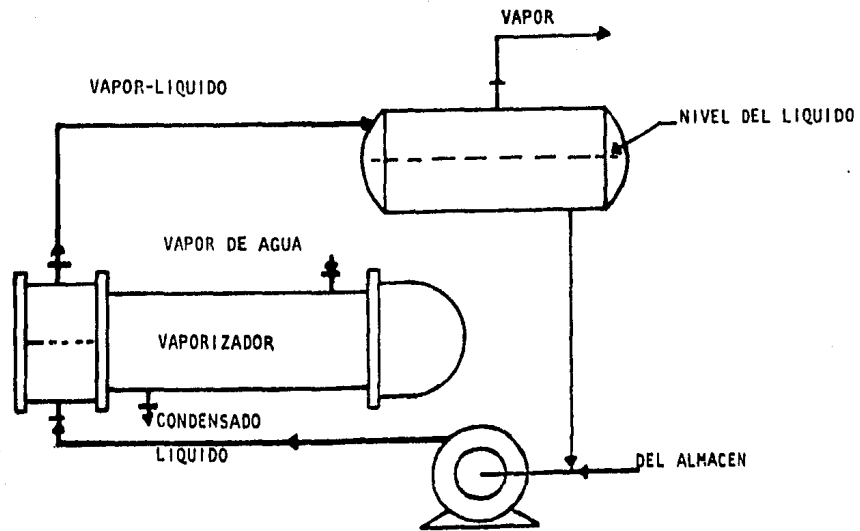 VAPOR
VAPOR-LIQUIDO
NIVEL DEL LIQUIDO
VAPOR DE AGUA
VAPORIZADOR
CONDENSADO
LIQUIDO
DEL ALMACEN